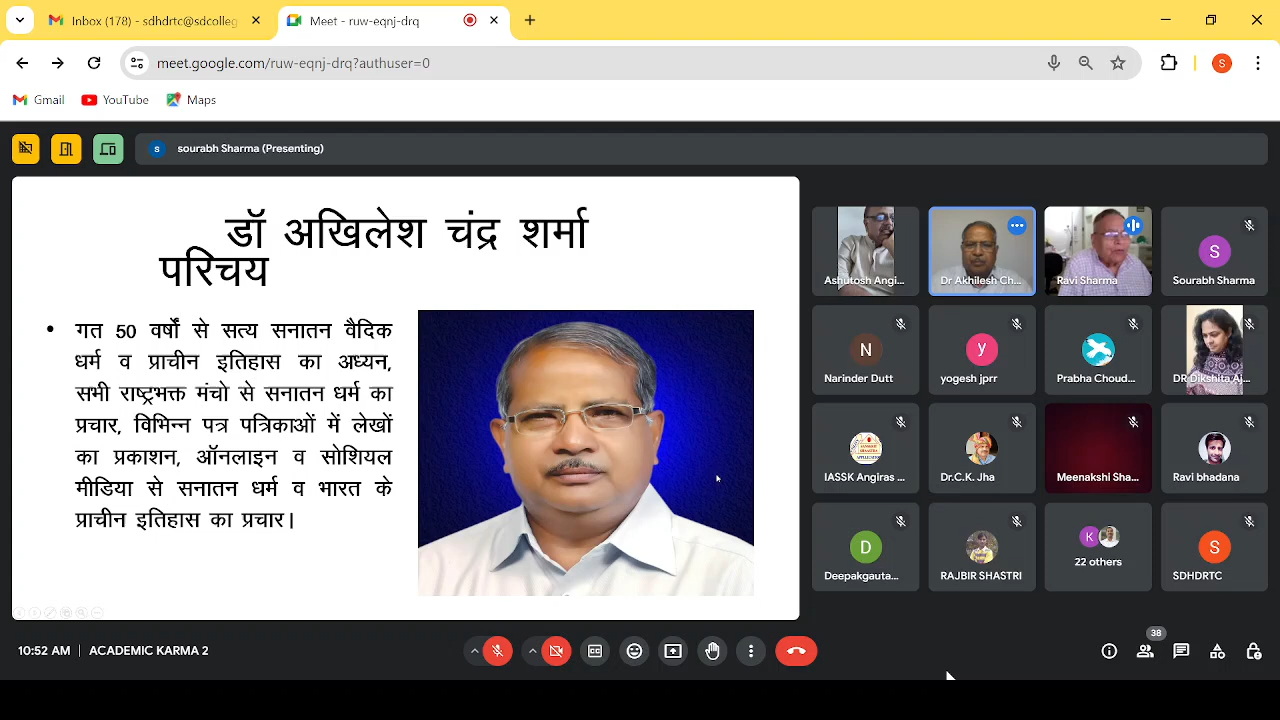 Inbox (178) - sdhdrtc@sdcolleg
Meet - ruw-eqnj-drq
meet.google.com/ruw-eqnj-drq?authuser=0
S
Gmail
YouTube
Maps
s
sourabh Sharma (Presenting)
डॉ अखिलेश चंद्र शर्मा
परिचय
• गत 50 वर्षों से सत्य सनातन वैदिक
धर्म व प्राचीन इतिहास का अध्यन,
सभी राष्ट्रभक्त मंचो से सनातन धर्म का
प्रचार, विभिन्न पत्र पत्रिकाओं में लेखों
का प्रकाशन, ऑनलाइन व सोशियल
मीडिया से सनातन धर्म व भारत के
प्राचीन इतिहास का प्रचार।
Ashutosh Angi...
Dr Akhilesh Ch...
Ravi Sharma
S
Sourabh Sharma
N
Narinder Dutt
y
yogesh jprr
Prabha Choud...
DR Dikshita Aj...
IASSK Angiras ...
Dr.C.K. Jha
Meenakshi Sha...
Ravi bhadana
D
Deepakgauta...
RAJBIR SHASTRI
K
22 others
S
SDHDRTC
10:52 AM | ACADEMIC KARMA 2
38